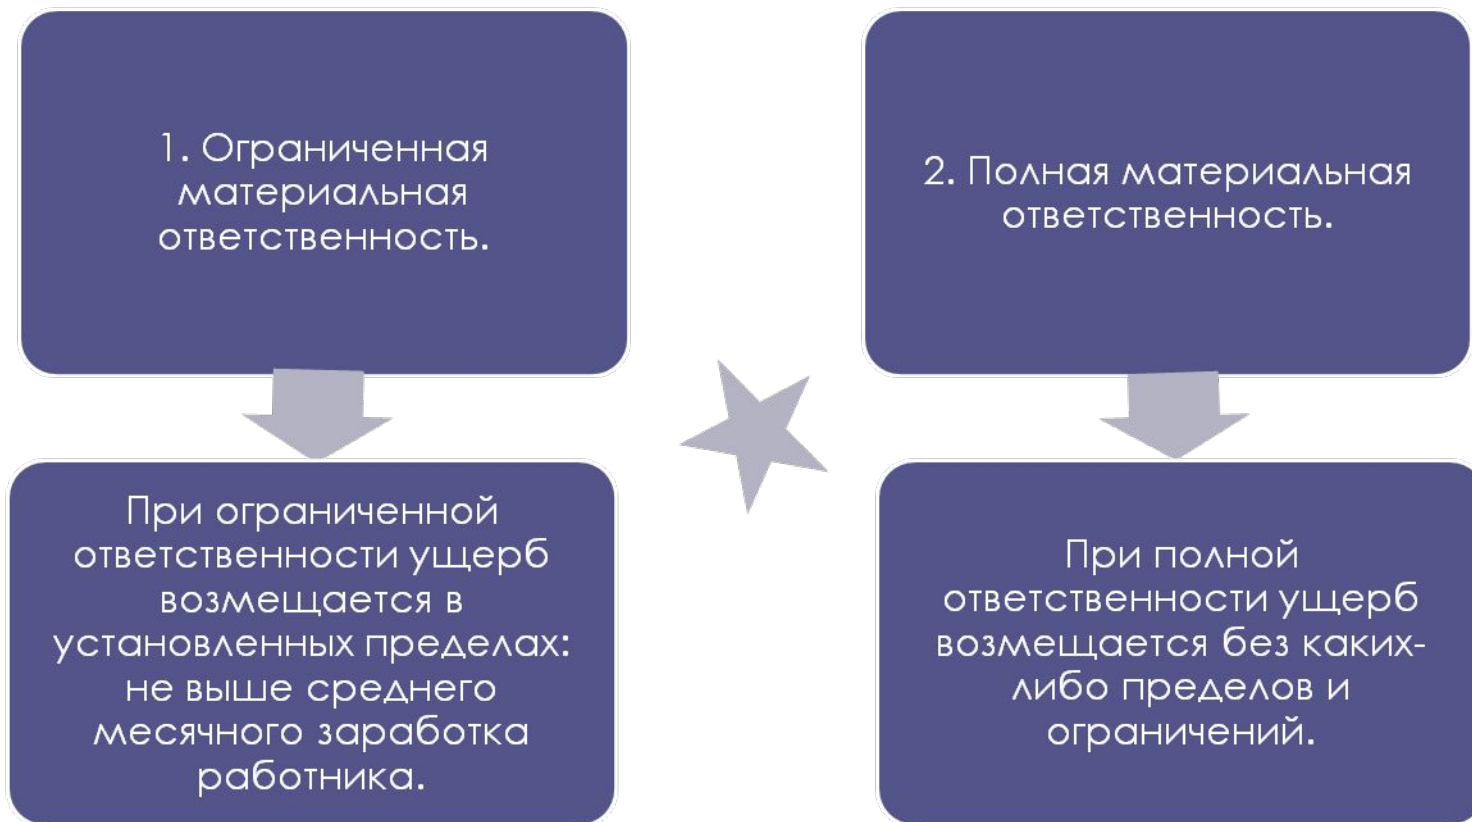 1. Ограниченная
материальная
ответственность.
2. Полная материальная
ответственность.
При ограниченной
ответственности ущерб
возмещается в
установленных пределах:
не выше среднего
месячного заработка
работника.
При полной
ответственности ущерб
возмещается без каких-
либо пределов и
ограничений.